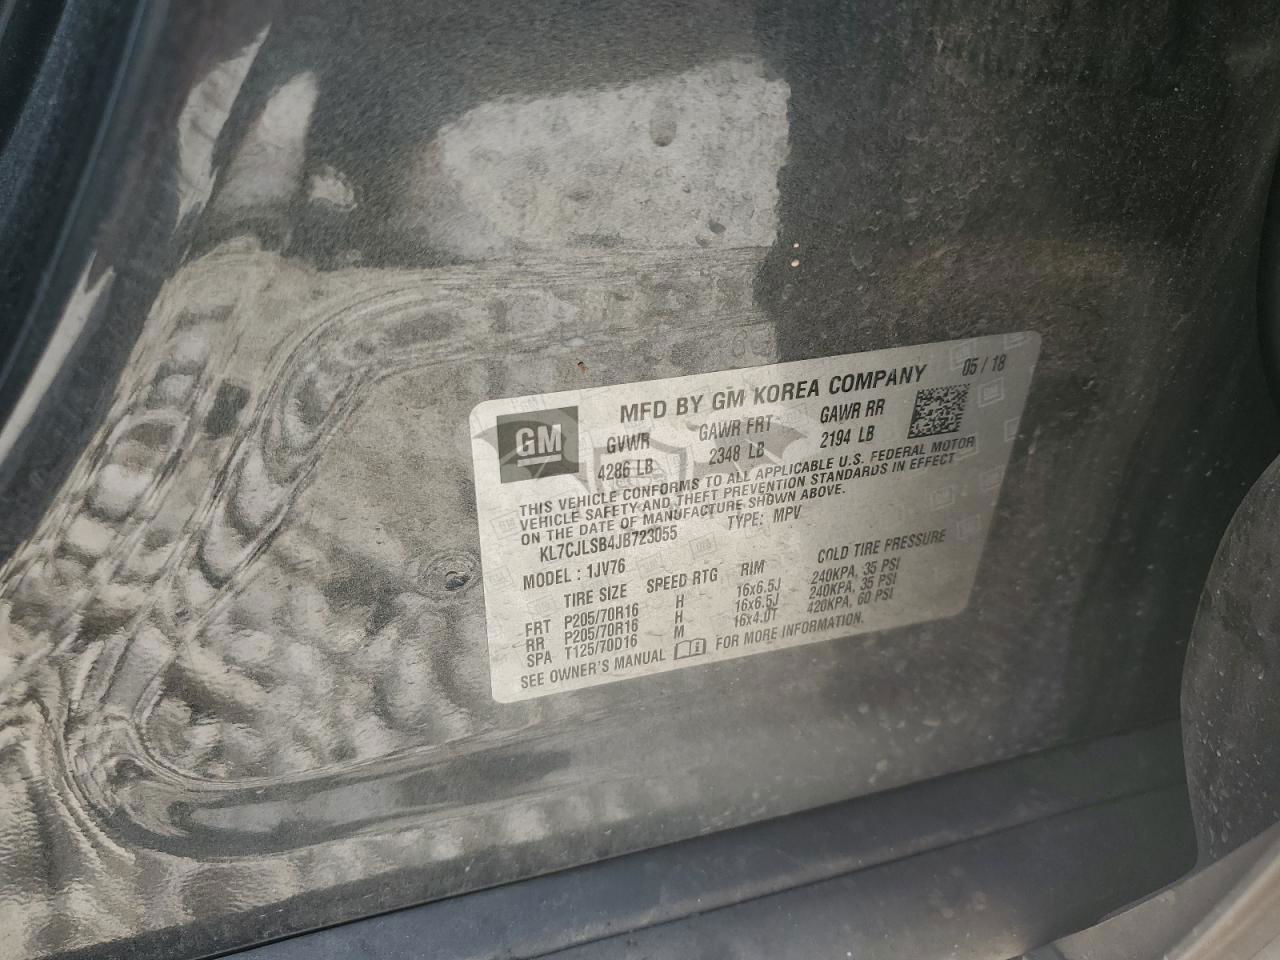 MFD BY GM KOREA COMPANY 05 / 18
GM
GVWR GAWR FRT GAWR RR
4286 LB 2348 LB 2194 LB
THIS VEHICLE CONFORMS TO ALL APPLICABLE U.S. FEDERAL MOTOR
VEHICLE SAFETY AND THEFT PREVENTION STANDARDS IN EFFECT
ON THE DATE OF MANUFACTURE SHOWN ABOVE.
KL7CJLSB4JB723055 TYPE: MPV
MODEL : 1JV76
TIRE SIZE SPEED RTG RIM COLD TIRE PRESSURE
FRT P205/70R16 H 16x6.5J 240KPA, 35 PSI
RR P205/70R16 H 16x6.5J 240KPA, 35 PSI
SPA T125/70D16 M 16x4.0T 420KPA, 60 PSI
SEE OWNER'S MANUAL FOR MORE INFORMATION.